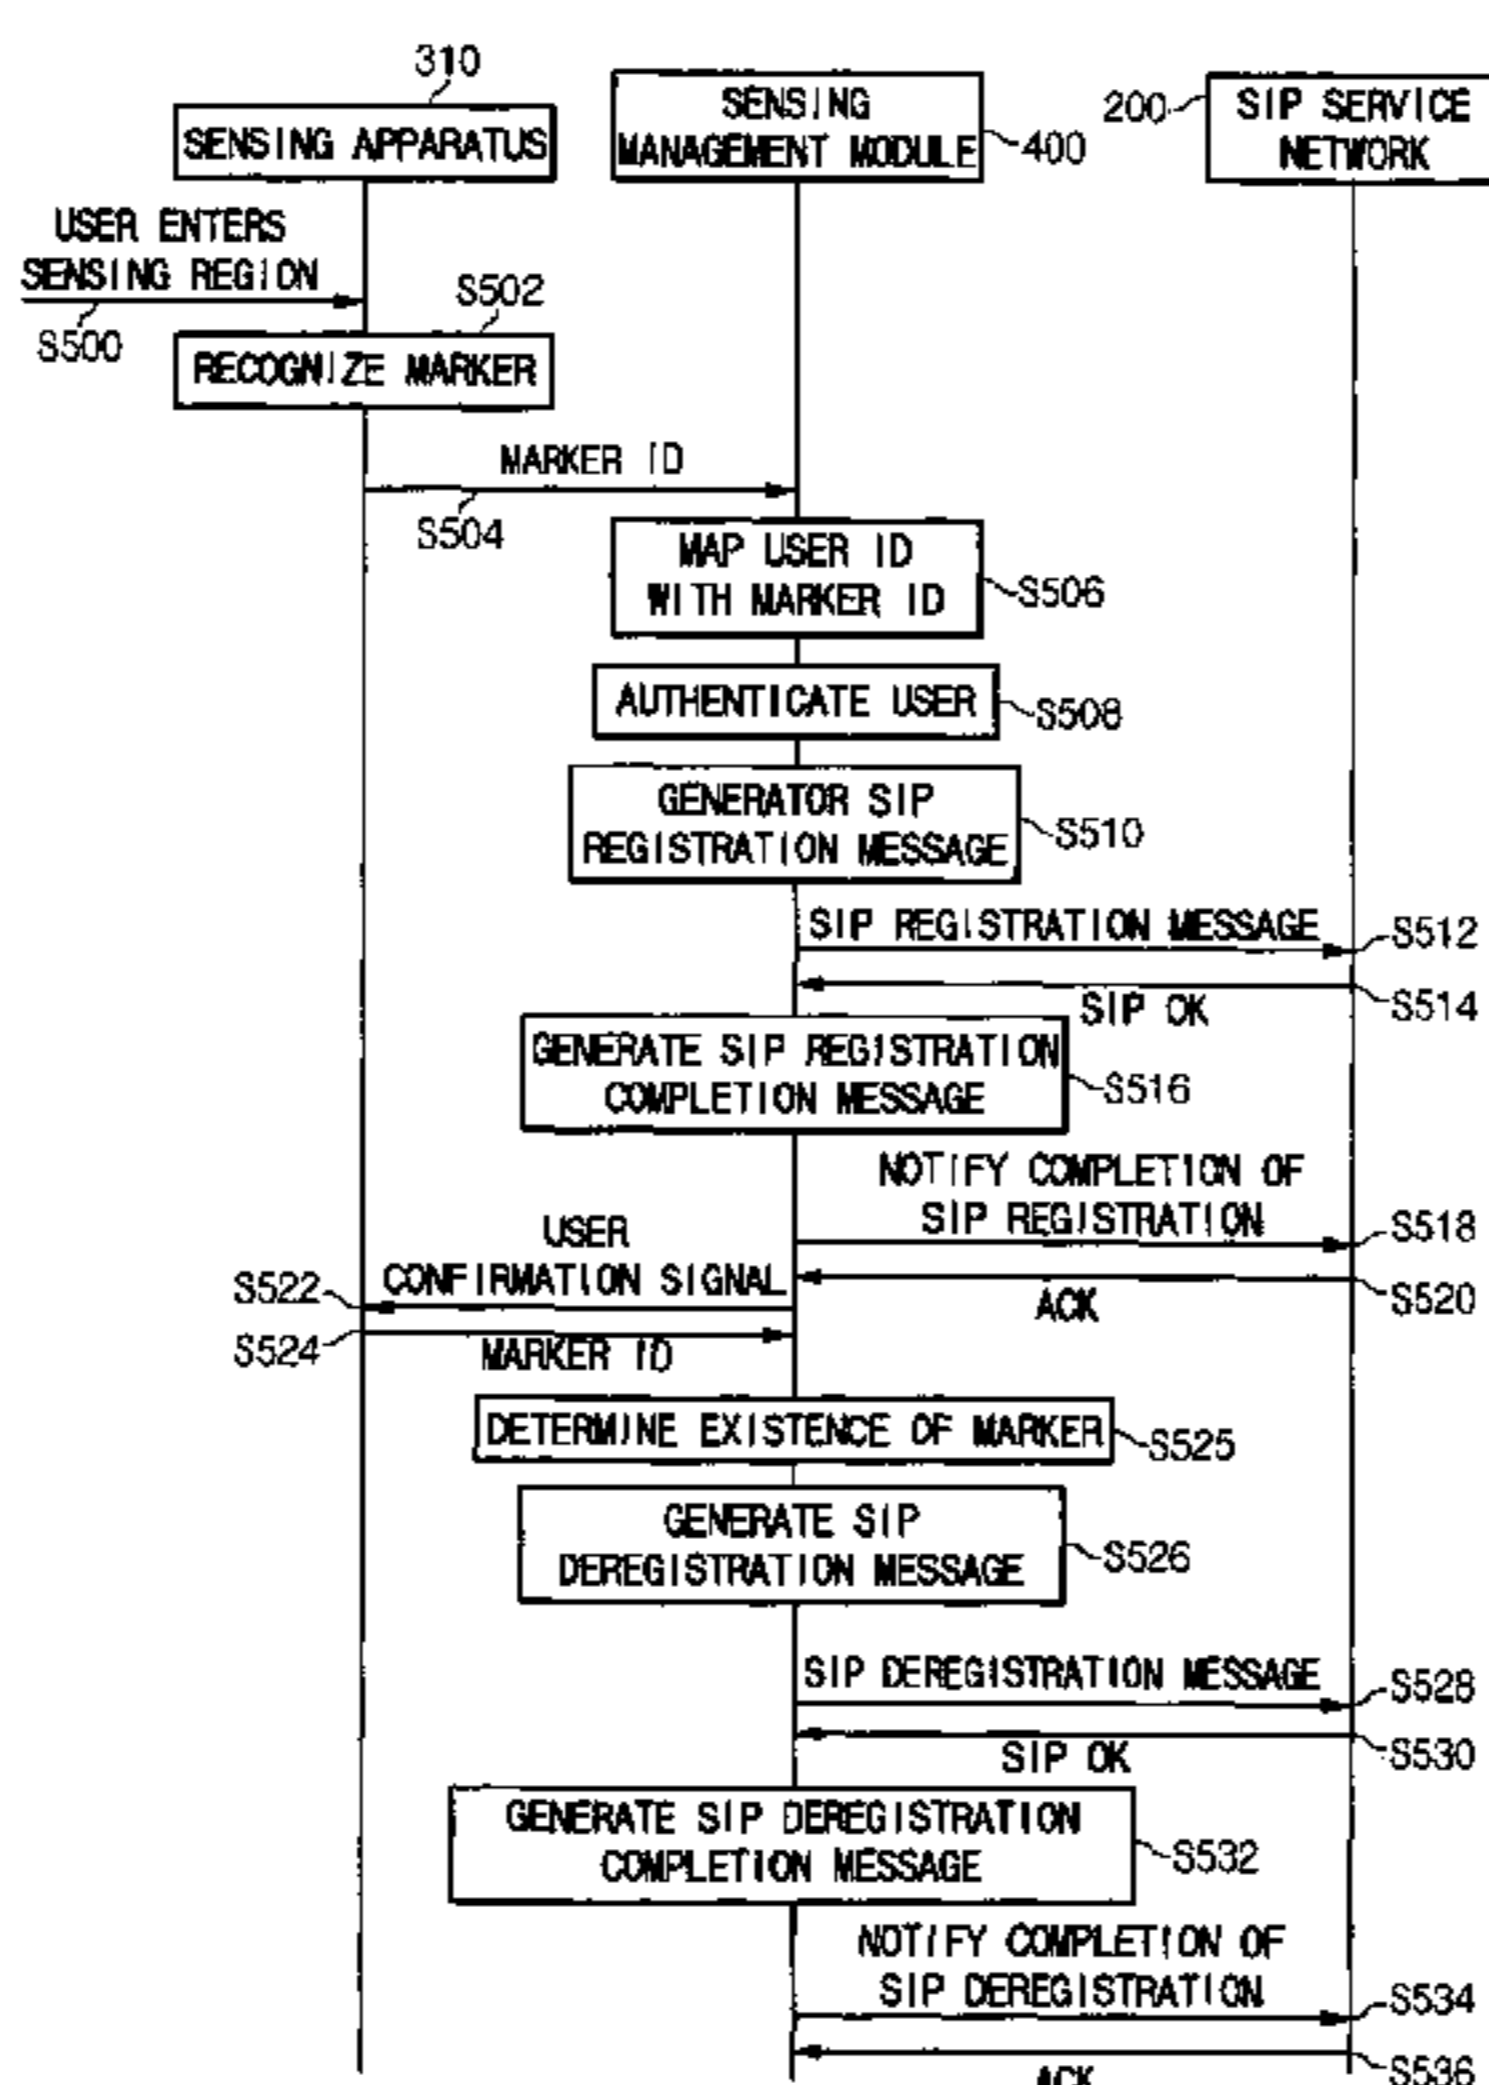 310
SENSING APPARATUS
SENSING
MANAGEMENT MODULE
400
200
SIP SERVICE
NETWORK
USER ENTERS
SENSING REGION
S500
S502
RECOGNIZE MARKER
MARKER ID
S504
MAP USER ID
WITH MARKER ID
S506
AUTHENTICATE USER
S508
GENERATOR SIP
REGISTRATION MESSAGE
S510
SIP REGISTRATION MESSAGE
S512
SIP OK
S514
GENERATE SIP REGISTRATION
COMPLETION MESSAGE
S516
NOTIFY COMPLETION OF
SIP REGISTRATION
S518
USER
CONFIRMATION SIGNAL
S522
ACK
S520
S524
MARKER ID
DETERMINE EXISTENCE OF MARKER
S525
GENERATE SIP
DEREGISTRATION MESSAGE
S526
SIP DEREGISTRATION MESSAGE
S528
SIP OK
S530
GENERATE SIP DEREGISTRATION
COMPLETION MESSAGE
S532
NOTIFY COMPLETION OF
SIP DEREGISTRATION
S534
ACK
S536